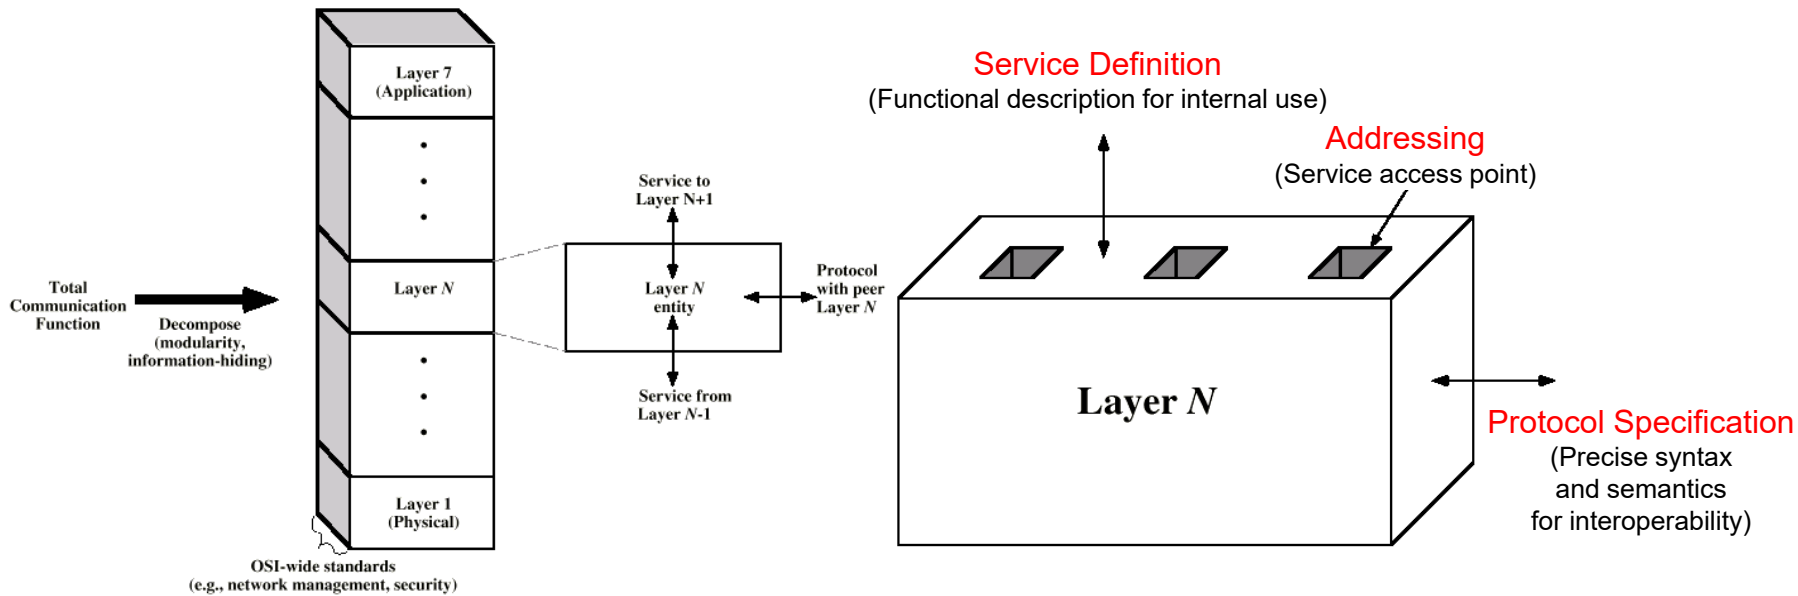 Total
Communication
Function
Decompose
(modularity,
information-hiding)
Layer 7
(Application)
Layer N
Layer 1
(Physical)
OSI-wide standards
(e.g., network management, security)
Service to
Layer N+1
Layer N
entity
Protocol
with peer
Layer N
Service from
Layer N-1
Service Definition
(Functional description for internal use)
Addressing
(Service access point)
Layer N
Protocol Specification
(Precise syntax
and semantics
for interoperability)